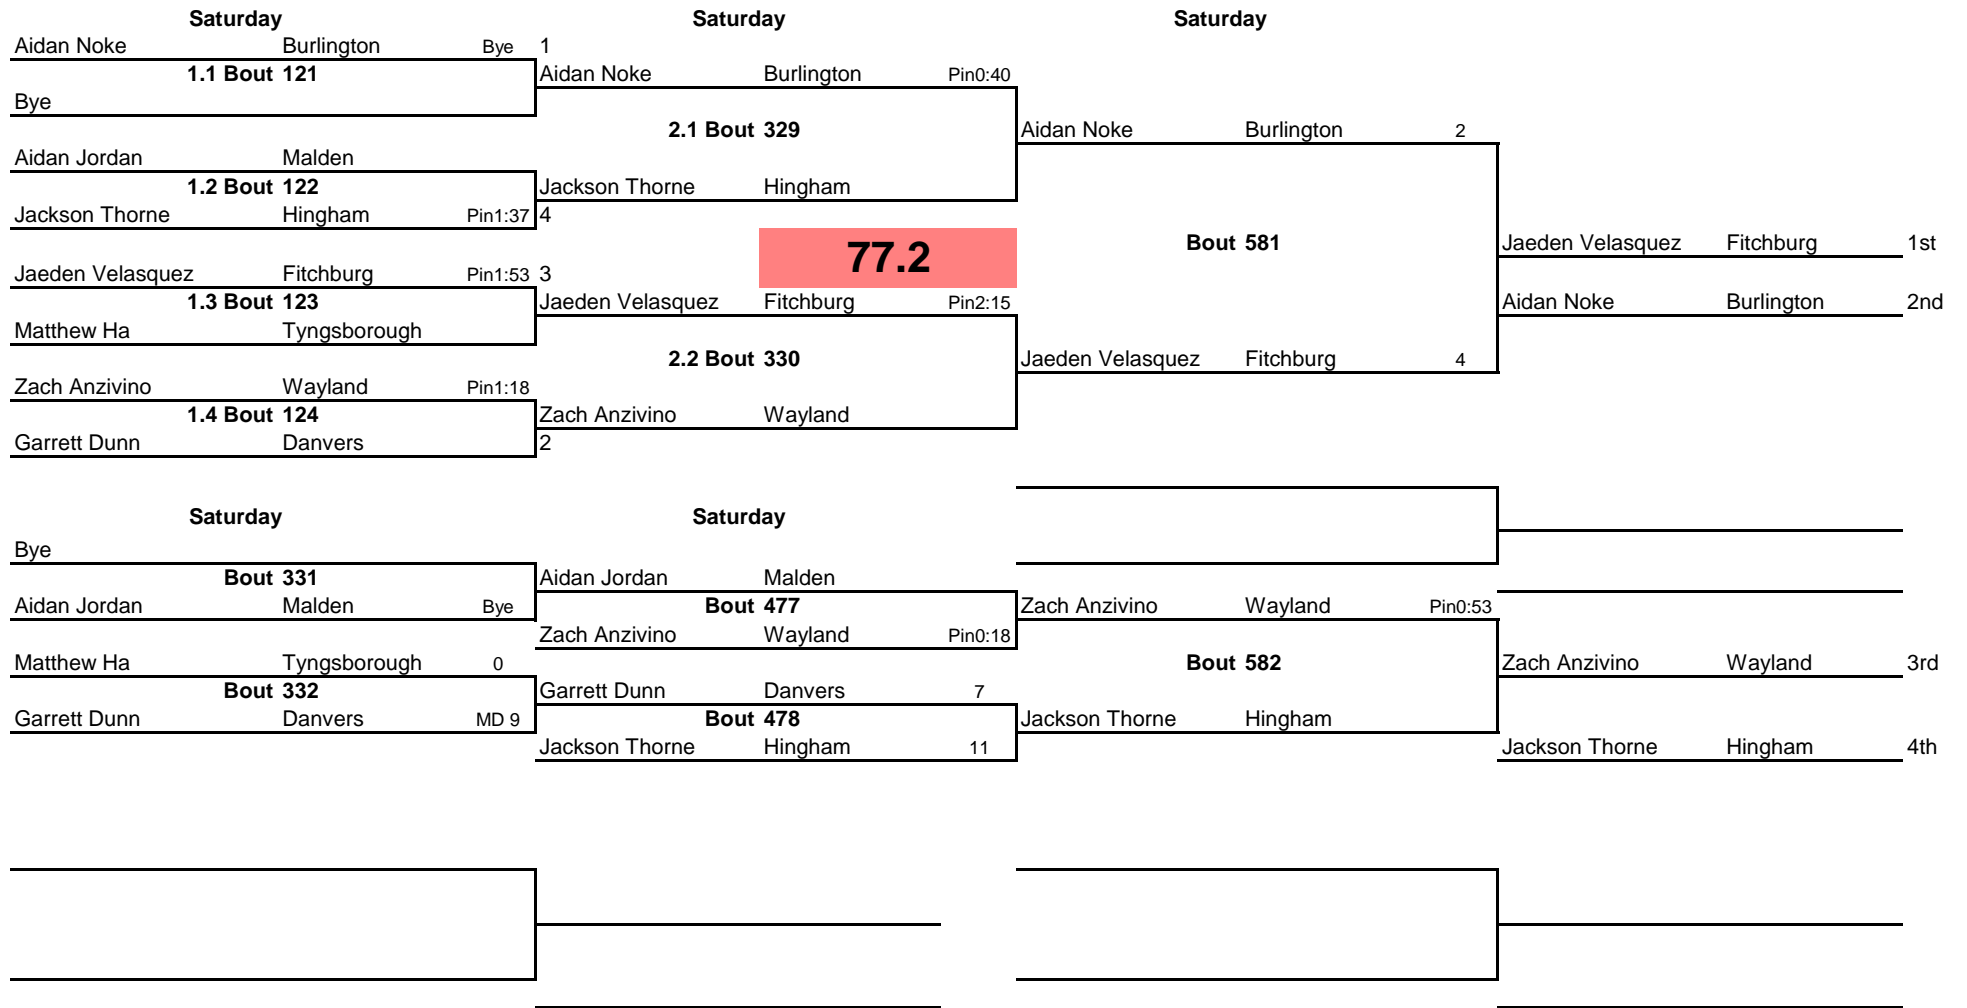 Saturday Saturday Saturday
Aidan Noke Burlington Bye 1
1.1 Bout 121 Aidan Noke Burlington Pin0:40
Bye
2.1 Bout 329 Aidan Noke Burlington 2
Aidan Jordan Malden
1.2 Bout 122 Jackson Thorne Hingham
Jackson Thorne Hingham Pin1:37 4
77.2 Bout 581 Jaeden Velasquez Fitchburg 1st
Jaeden Velasquez Fitchburg Pin1:53 3
1.3 Bout 123 Jaeden Velasquez Fitchburg Pin2:15 Aidan Noke Burlington 2nd
Matthew Ha Tyngsborough
2.2 Bout 330 Jaeden Velasquez Fitchburg 4
Zach Anzivino Wayland Pin1:18
1.4 Bout 124 Zach Anzivino Wayland
Garrett Dunn Danvers 2
Saturday Saturday
Bye
Bout 331 Aidan Jordan Malden
Aidan Jordan Malden Bye Bout 477 Zach Anzivino Wayland Pin0:53
Zach Anzivino Wayland Pin0:18
Matthew Ha Tyngsborough 0 Bout 582 Zach Anzivino Wayland 3rd
Bout 332 Garrett Dunn Danvers 7
Garrett Dunn Danvers MD 9 Bout 478 Jackson Thorne Hingham
Jackson Thorne Hingham 11 Jackson Thorne Hingham 4th